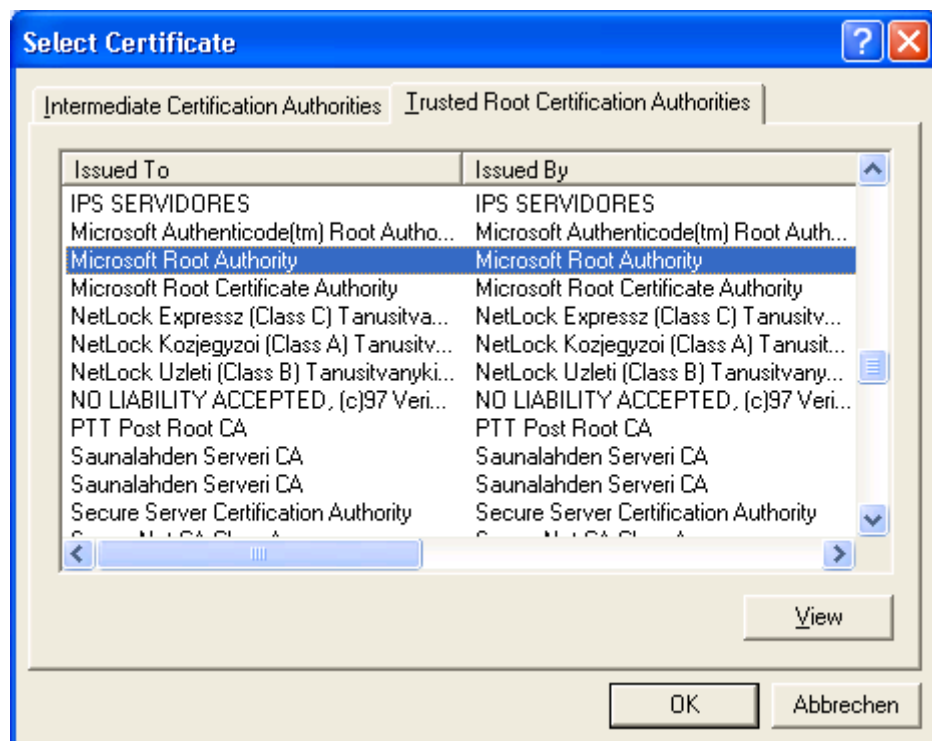 Select Certificate
Intermediate Certification Authorities Trusted Root Certification Authorities
Issued To Issued By
IPS SERVIDORES IPS SERVIDORES
Microsoft Authenticode(tm) Root Autho... Microsoft Authenticode(tm) Root Auth...
Microsoft Root Authority Microsoft Root Authority
Microsoft Root Certificate Authority Microsoft Root Certificate Authority
NetLock Expressz (Class C) Tanusitva... NetLock Expressz (Class C) Tanusitv...
NetLock Kozjegyzoi (Class A) Tanusitv... NetLock Kozjegyzoi (Class A) Tanusit...
NetLock Uzleti (Class B) Tanusitvanyki... NetLock Uzleti (Class B) Tanusitvany...
NO LIABILITY ACCEPTED, (c)97 Veri... NO LIABILITY ACCEPTED, (c)97 Veri...
PTT Post Root CA PTT Post Root CA
Saunalahden Serveri CA Saunalahden Serveri CA
Saunalahden Serveri CA Saunalahden Serveri CA
Secure Server Certification Authority Secure Server Certification Authority
View
OK Abbrechen